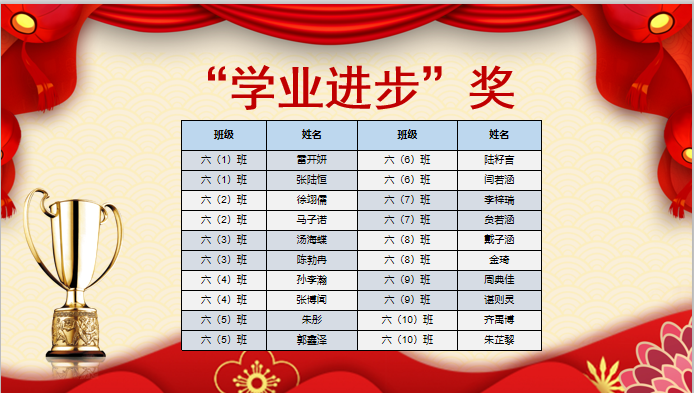 “学业进步”奖
班级 姓名 班级 姓名
六（1）班 雷开妍 六（6）班 陆籽言
六（1）班 张陆恒 六（6）班 闫若涵
六（2）班 徐翊儒 六（7）班 李梓瑞
六（2）班 马子诺 六（7）班 贠若涵
六（3）班 汤海蝶 六（8）班 戴子涵
六（3）班 陈勃冉 六（8）班 金琦
六（4）班 孙李瀚 六（9）班 周典佳
六（4）班 张博闻 六（9）班 谌则灵
六（5）班 朱彤 六（10）班 齐禹博
六（5）班 郭鑫泽 六（10）班 朱芷黎